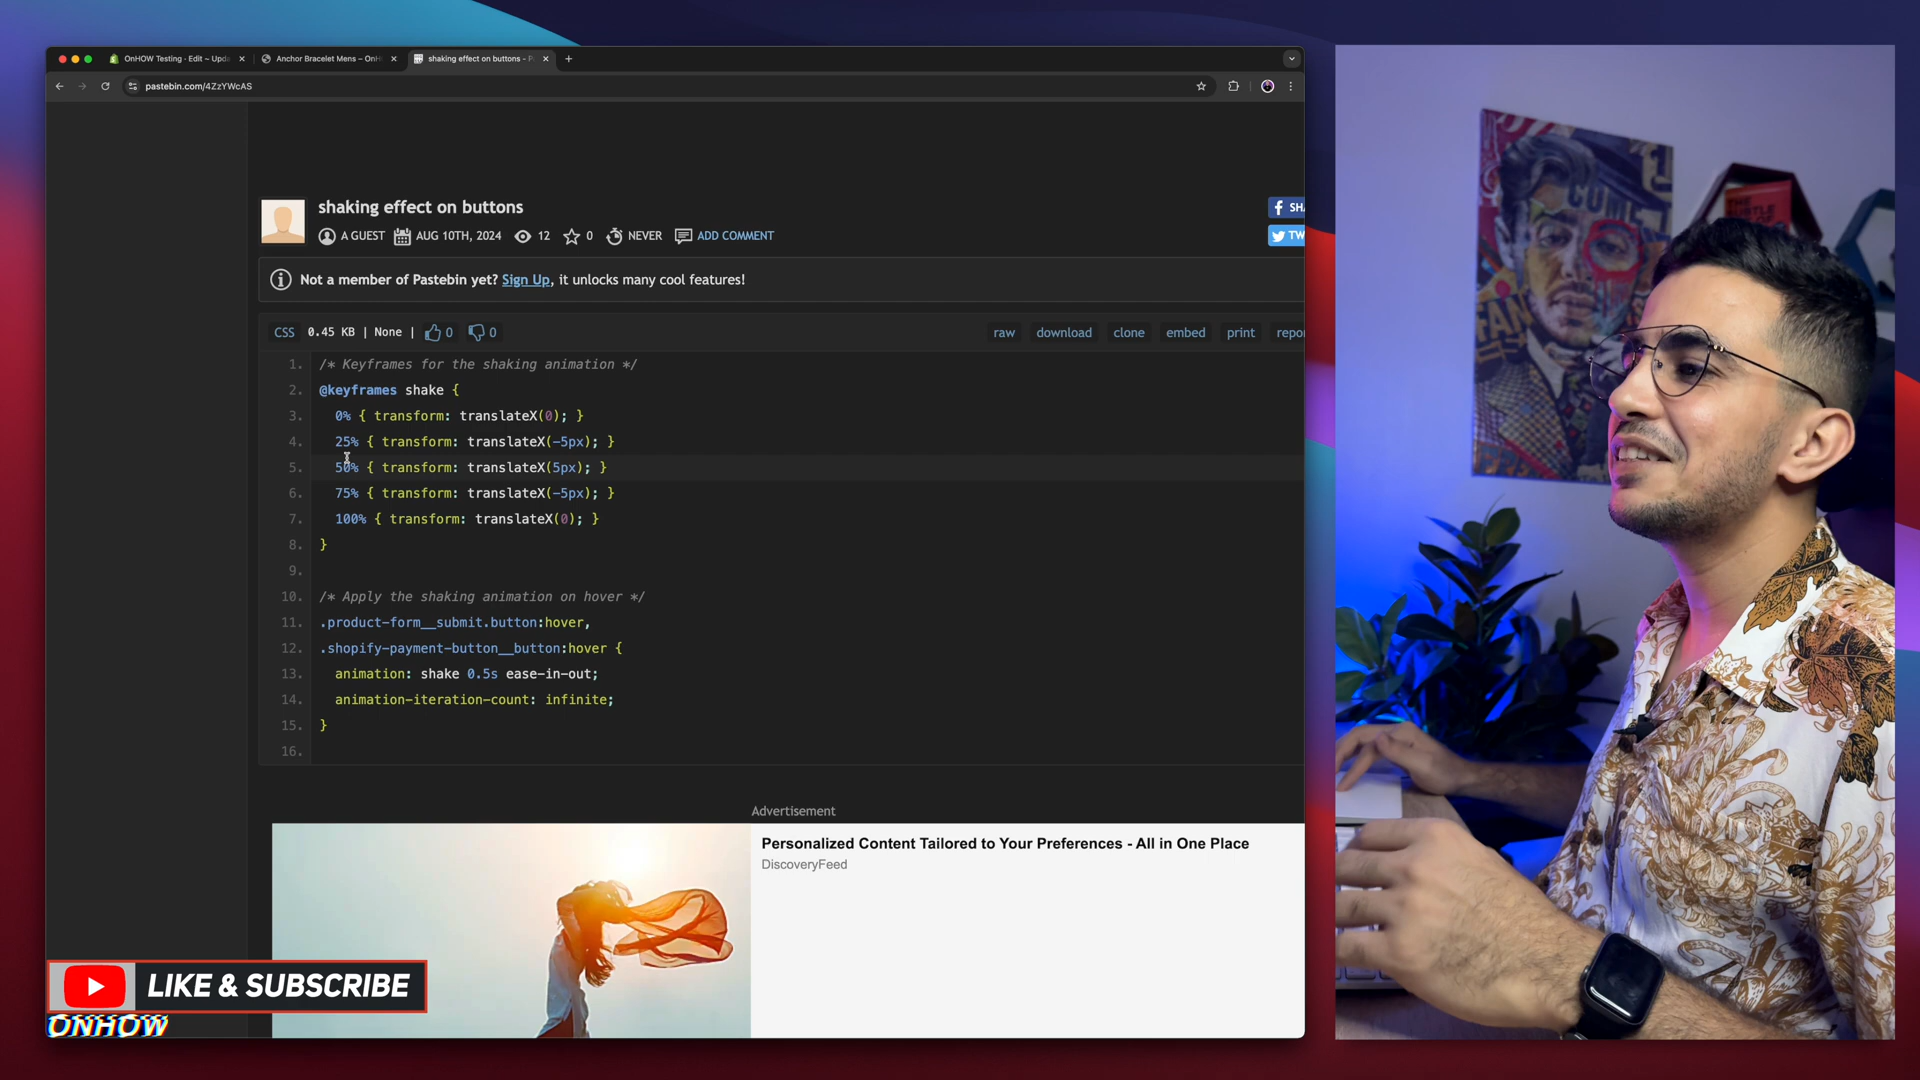 OnHOW Testing · Edit ~ Upda
Anchor Bracelet Mens – OnH
shaking effect on buttons - P
pastebin.com/4ZzYWcAS
shaking effect on buttons
A GUEST AUG 10TH, 2024 12 0 NEVER ADD COMMENT
SHA
TW
Not a member of Pastebin yet? Sign Up, it unlocks many cool features!
CSS 0.45 KB | None | 0 0 raw download clone embed print repor
1. /* Keyframes for the shaking animation */
2. @keyframes shake {
3. 0% { transform: translateX(0); }
4. 25% { transform: translateX(-5px); }
5. 50% { transform: translateX(5px); }
6. 75% { transform: translateX(-5px); }
7. 100% { transform: translateX(0); }
8. }
9.
10. /* Apply the shaking animation on hover */
11. .product-form__submit.button:hover,
12. .shopify-payment-button__button:hover {
13. animation: shake 0.5s ease-in-out;
14. animation-iteration-count: infinite;
15. }
16.
Advertisement
Personalized Content Tailored to Your Preferences - All in One Place
DiscoveryFeed
LIKE & SUBSCRIBE
ONHOW
COME
FAN
THE